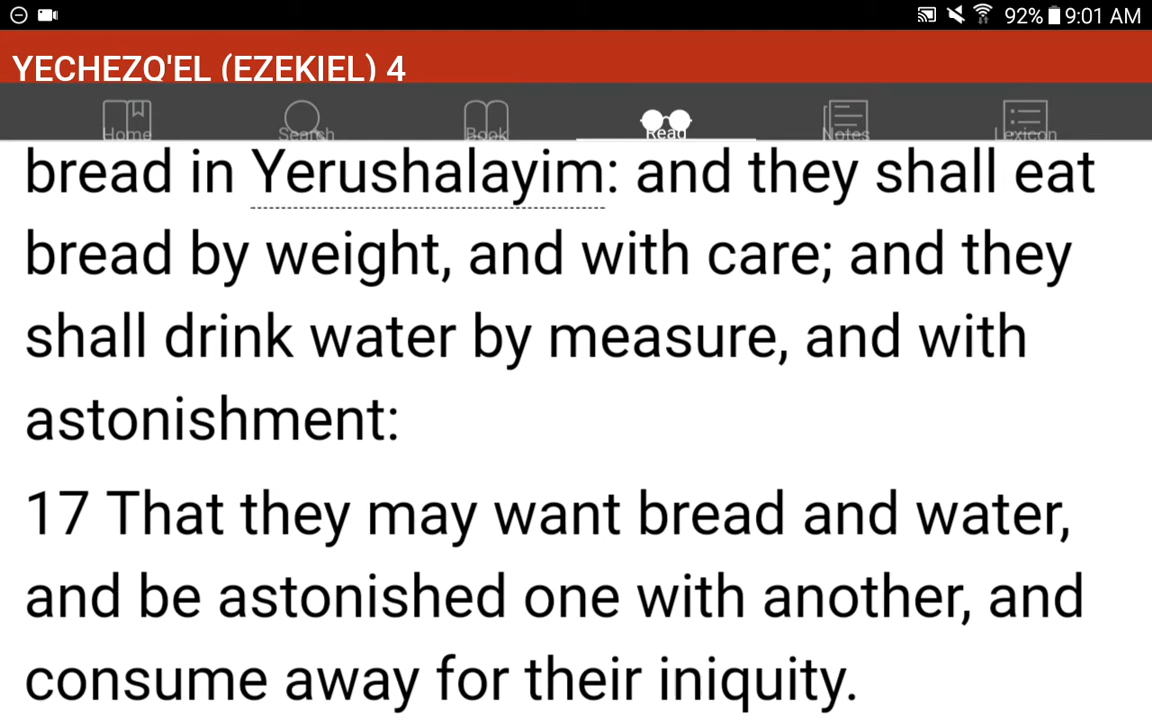 92% 9:01 AM
YECHEZQ'EL (EZEKIEL) 4
Home Search Book Read Notes Lexicon
bread in Yerushalayim: and they shall eat
bread by weight, and with care; and they
shall drink water by measure, and with
astonishment:
17 That they may want bread and water,
and be astonished one with another, and
consume away for their iniquity.